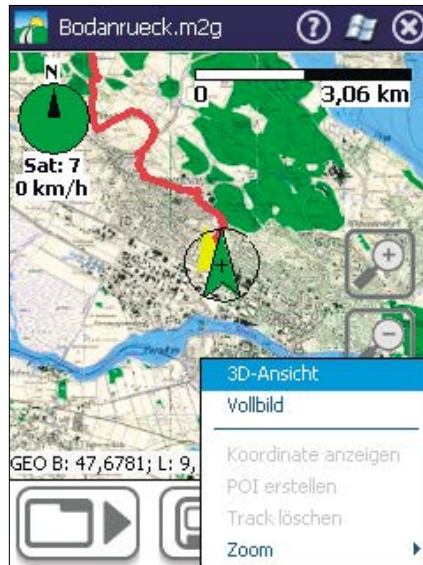 Bodanrueck.m2g
N
0 3,06 km
Sat: 7
0 km/h
3D-Ansicht
Vollbild
GEO B: 47,6781; L: 9,
Koordinate anzeigen
POI erstellen
Track löschen
Zoom